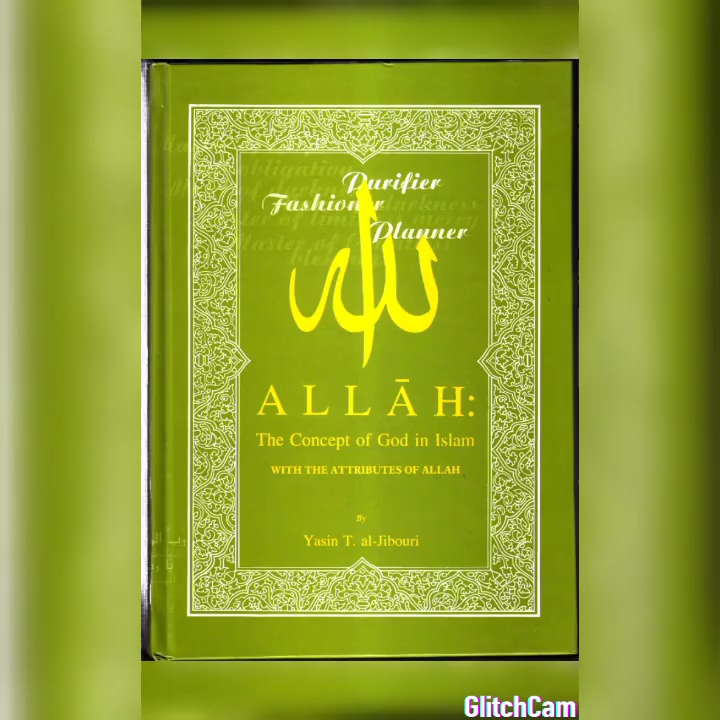 Purifier
Fashioner
Planner
الله
ALLĀH:
The Concept of God in Islam
WITH THE ATTRIBUTES OF ALLAH
By
Yasin T. al-Jibouri
GlitchCam